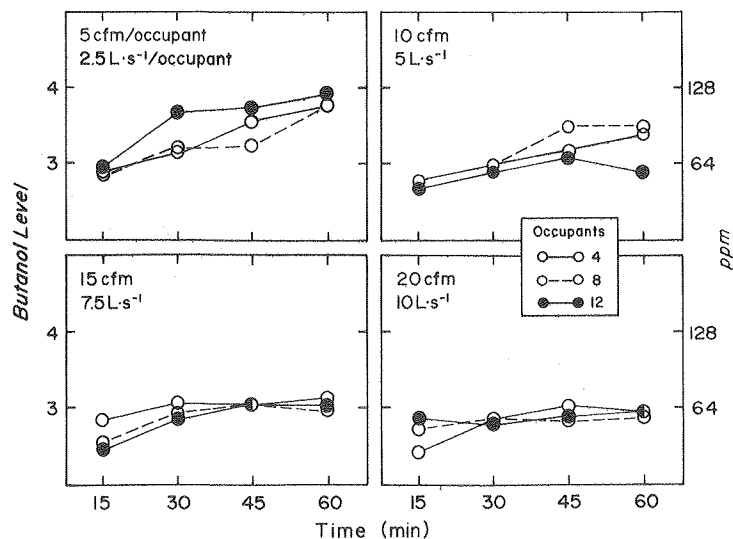 5 cfm/occupant
2.5 L·s⁻¹/occupant
10 cfm
5 L·s⁻¹
4
3
128
64
Butanol Level
ppm
Occupants
4
8
12
15 cfm
7.5 L·s⁻¹
20 cfm
10 L·s⁻¹
4
3
128
64
15 30 45 60 15 30 45 60
Time (min)